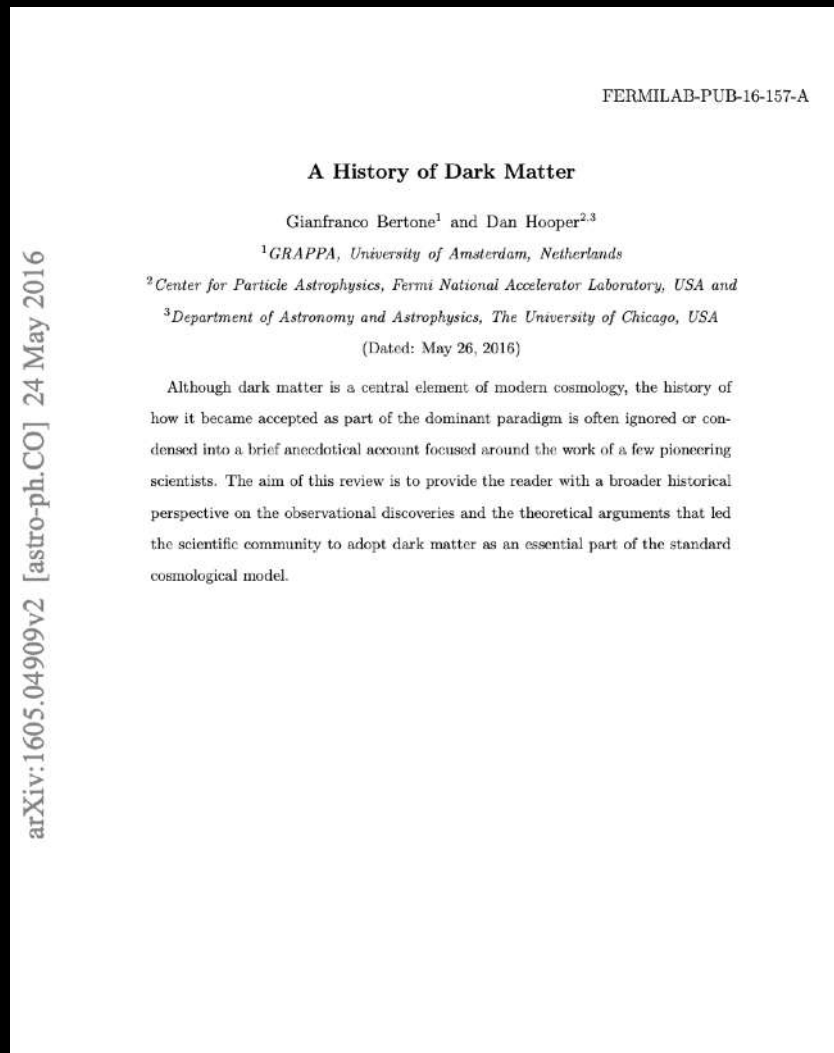 FERMILAB-PUB-16-157-A
A History of Dark Matter
Gianfranco Bertone¹ and Dan Hooper²,³
¹GRAPPA, University of Amsterdam, Netherlands
²Center for Particle Astrophysics, Fermi National Accelerator Laboratory, USA and
³Department of Astronomy and Astrophysics, The University of Chicago, USA
(Dated: May 26, 2016)
Although dark matter is a central element of modern cosmology, the history of
how it became accepted as part of the dominant paradigm is often ignored or con-
densed into a brief anecdotical account focused around the work of a few pioneering
scientists. The aim of this review is to provide the reader with a broader historical
perspective on the observational discoveries and the theoretical arguments that led
the scientific community to adopt dark matter as an essential part of the standard
cosmological model.
arXiv:1605.04909v2 [astro-ph.CO] 24 May 2016